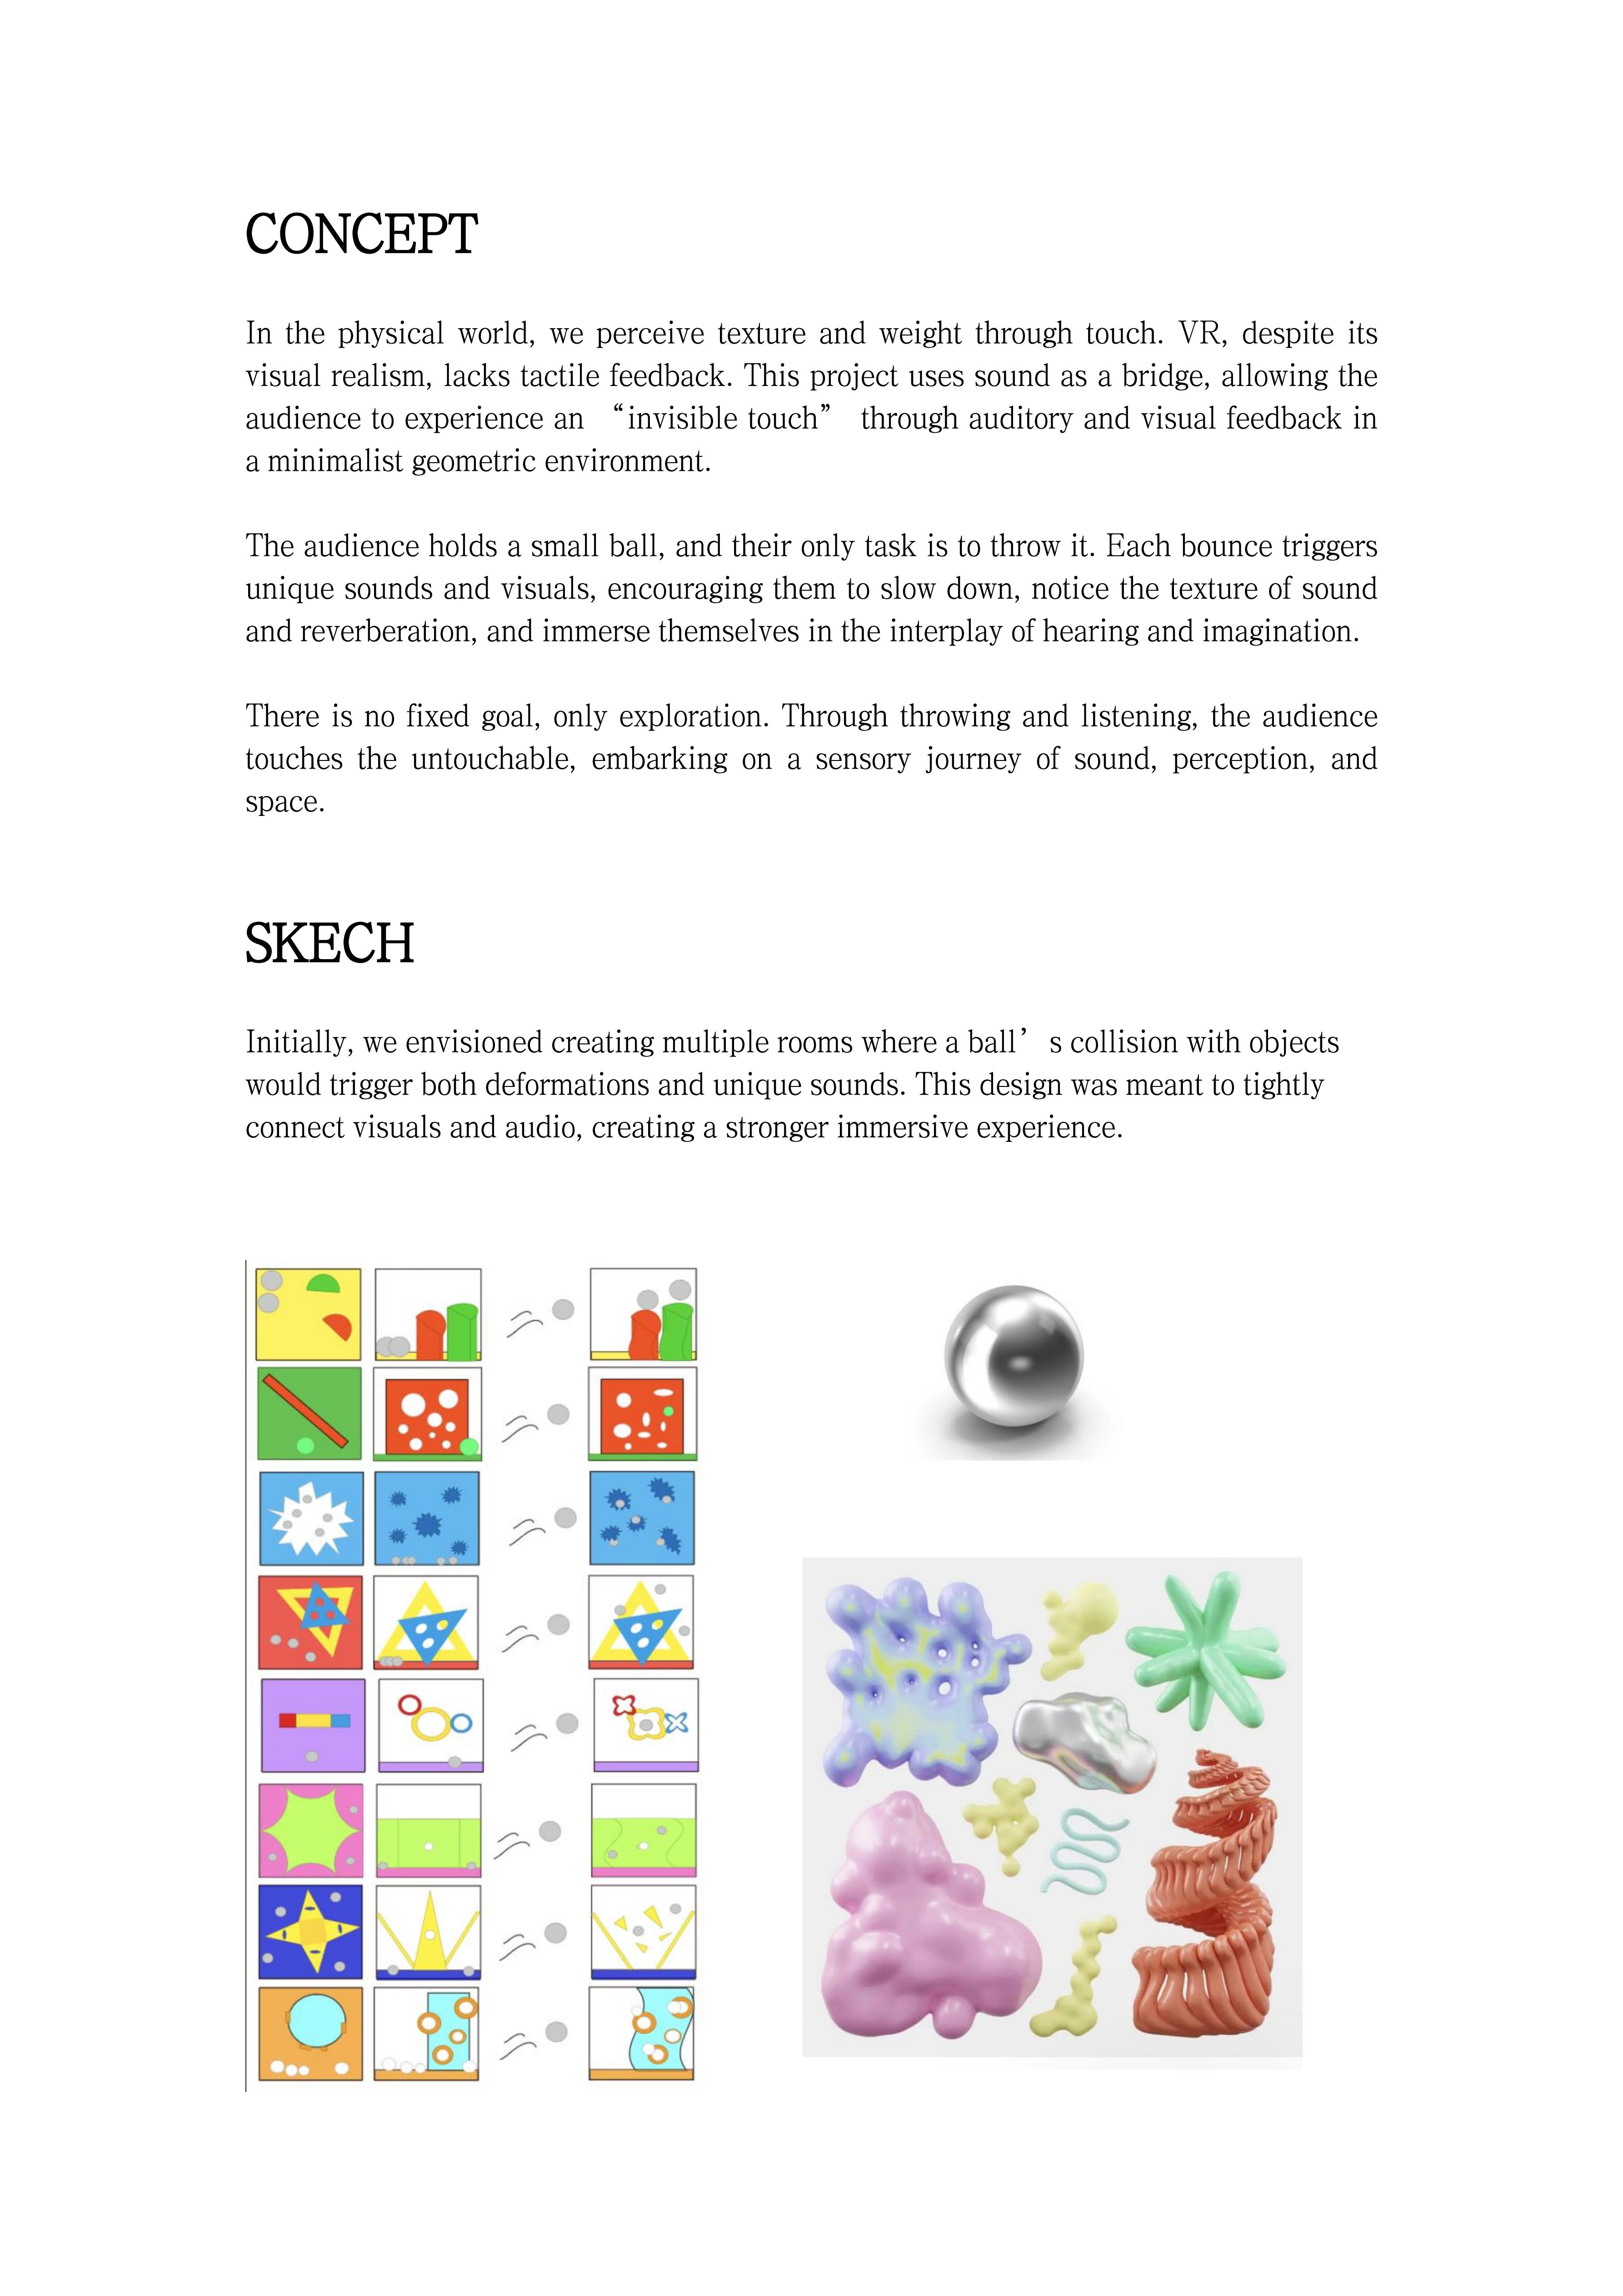 CONCEPT
In the physical world, we perceive texture and weight through touch. VR, despite its
visual realism, lacks tactile feedback. This project uses sound as a bridge, allowing the
audience to experience an “invisible touch” through auditory and visual feedback in
a minimalist geometric environment.
The audience holds a small ball, and their only task is to throw it. Each bounce triggers
unique sounds and visuals, encouraging them to slow down, notice the texture of sound
and reverberation, and immerse themselves in the interplay of hearing and imagination.
There is no fixed goal, only exploration. Through throwing and listening, the audience
touches the untouchable, embarking on a sensory journey of sound, perception, and
space.
SKECH
Initially, we envisioned creating multiple rooms where a ball’s collision with objects
would trigger both deformations and unique sounds. This design was meant to tightly
connect visuals and audio, creating a stronger immersive experience.